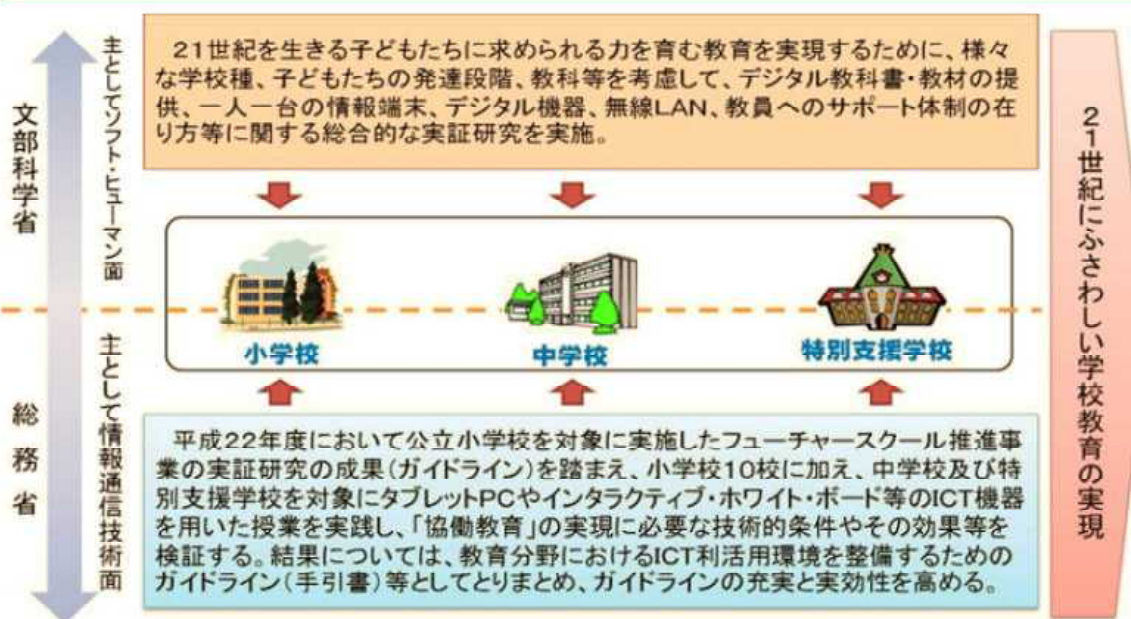 文部科学省
主としてソフト・ヒューマン面
21世紀を生きる子どもたちに求められる力を育む教育を実現するために、様々
な学校種、子どもたちの発達段階、教科等を考慮して、デジタル教科書・教材の提
供、一人一台の情報端末、デジタル機器、無線LAN、教員へのサポート体制の在
り方等に関する総合的な実証研究を実施。
小学校
中学校
特別支援学校
総務省
主として情報通信技術面
平成22年度において公立小学校を対象に実施したフューチャースクール推進事
業の実証研究の成果(ガイドライン)を踏まえ、小学校10校に加え、中学校及び特
別支援学校を対象にタブレットPCやインタラクティブ・ホワイト・ボード等のICT機器
を用いた授業を実践し、「協働教育」の実現に必要な技術的条件やその効果等を
検証する。結果については、教育分野におけるICT利活用環境を整備するための
ガイドライン(手引書)等としてとりまとめ、ガイドラインの充実と実効性を高める。
21世紀にふさわしい学校教育の実現